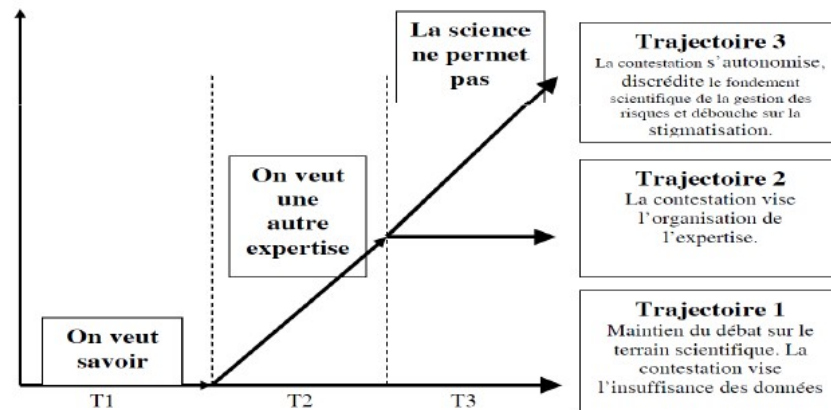 La science
ne permet
pas
On veut
une
autre
expertise
On veut
savoir
T1
T2
T3
Trajectoire 3
La contestation s'autonomise,
discrédite le fondement
scientifique de la gestion des
risques et débouche sur la
stigmatisation.
Trajectoire 2
La contestation vise
l'organisation de
l'expertise.
Trajectoire 1
Maintien du débat sur le
terrain scientifique. La
contestation vise
l'insuffisance des données